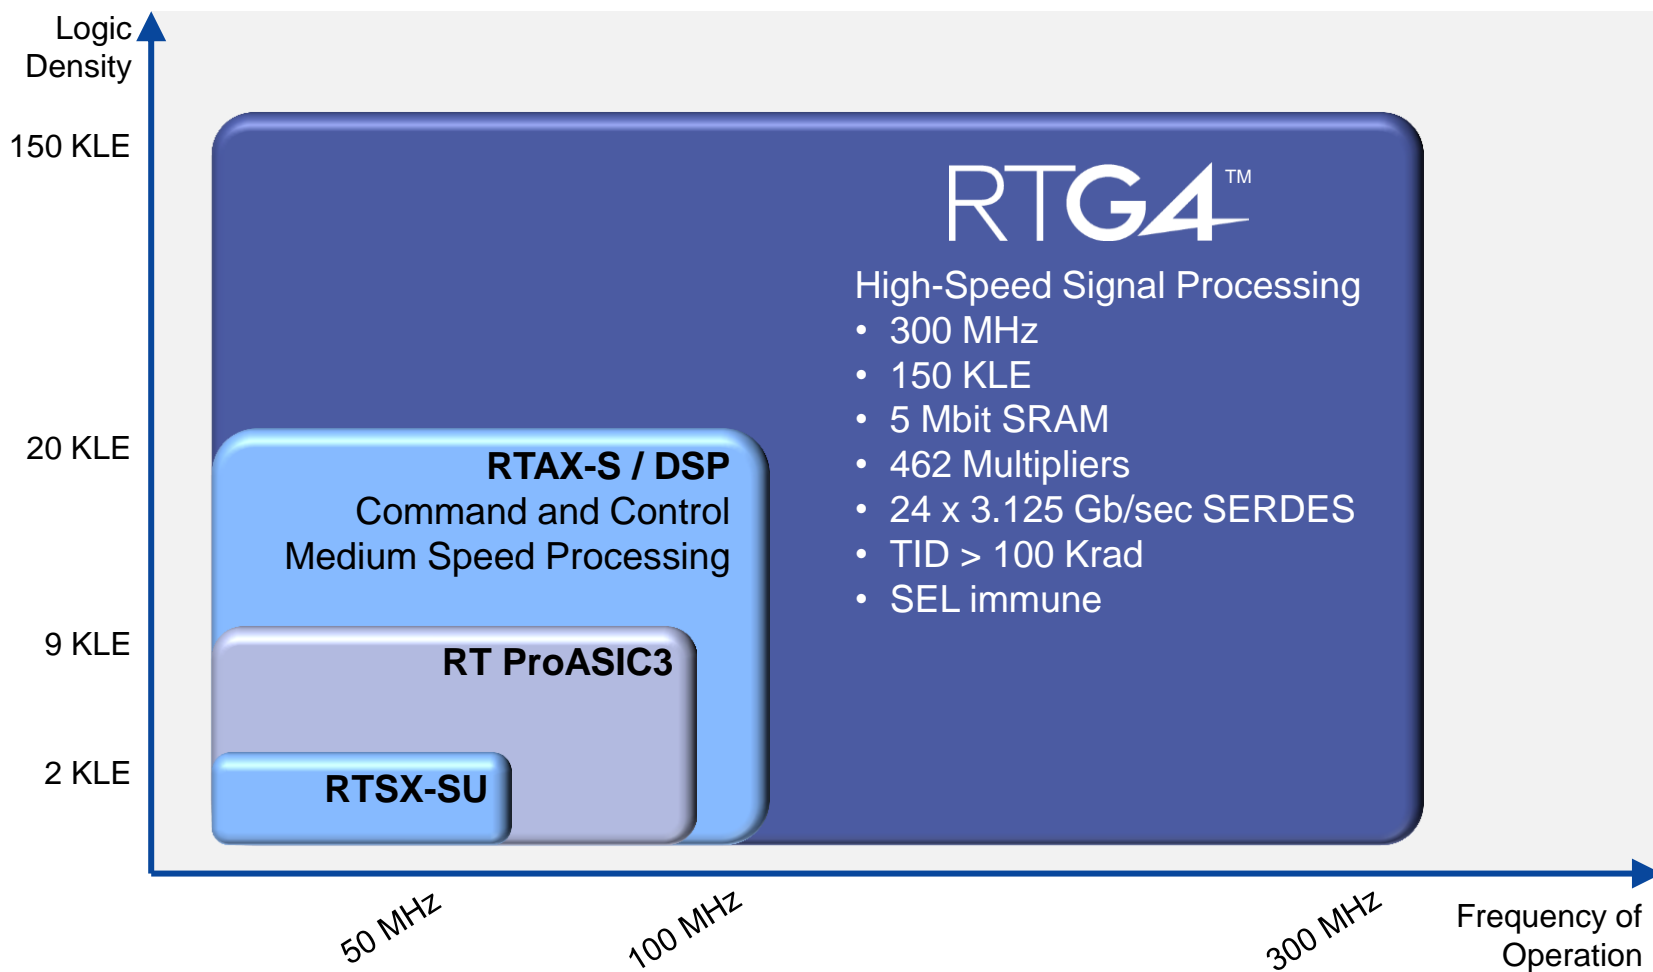 Logic
Density
150 KLE
20 KLE
9 KLE
2 KLE
RTG4™
High-Speed Signal Processing
• 300 MHz
• 150 KLE
• 5 Mbit SRAM
• 462 Multipliers
• 24 x 3.125 Gb/sec SERDES
• TID > 100 Krad
• SEL immune
RTAX-S / DSP
Command and Control
Medium Speed Processing
RT ProASIC3
RTSX-SU
50 MHz
100 MHz
300 MHz
Frequency of
Operation